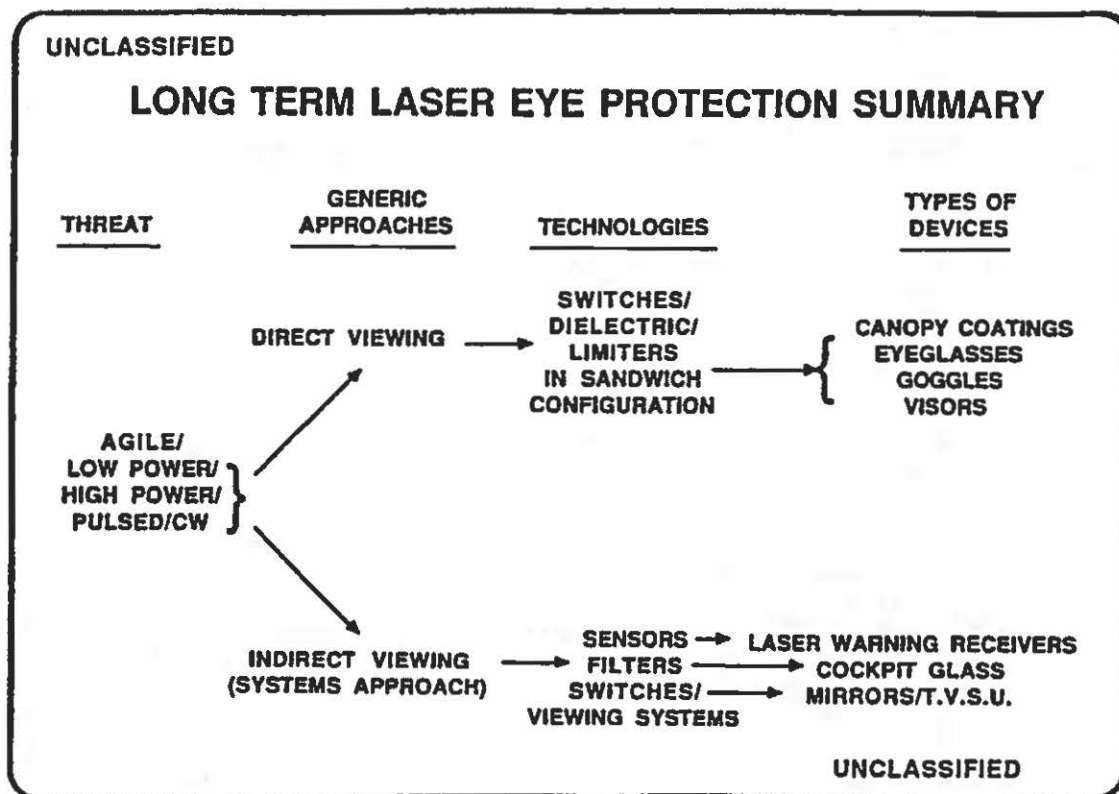 UNCLASSIFIED
LONG TERM LASER EYE PROTECTION SUMMARY
THREAT
GENERIC
APPROACHES
TECHNOLOGIES
TYPES OF
DEVICES
AGILE/
LOW POWER/
HIGH POWER/
PULSED/CW
DIRECT VIEWING
SWITCHES/
DIELECTRIC/
LIMITERS
IN SANDWICH
CONFIGURATION
CANOPY COATINGS
EYEGLASSES
GOGGLES
VISORS
INDIRECT VIEWING
(SYSTEMS APPROACH)
SENSORS
FILTERS
SWITCHES/
VIEWING SYSTEMS
LASER WARNING RECEIVERS
COCKPIT GLASS
MIRRORS/T.V.S.U.
UNCLASSIFIED